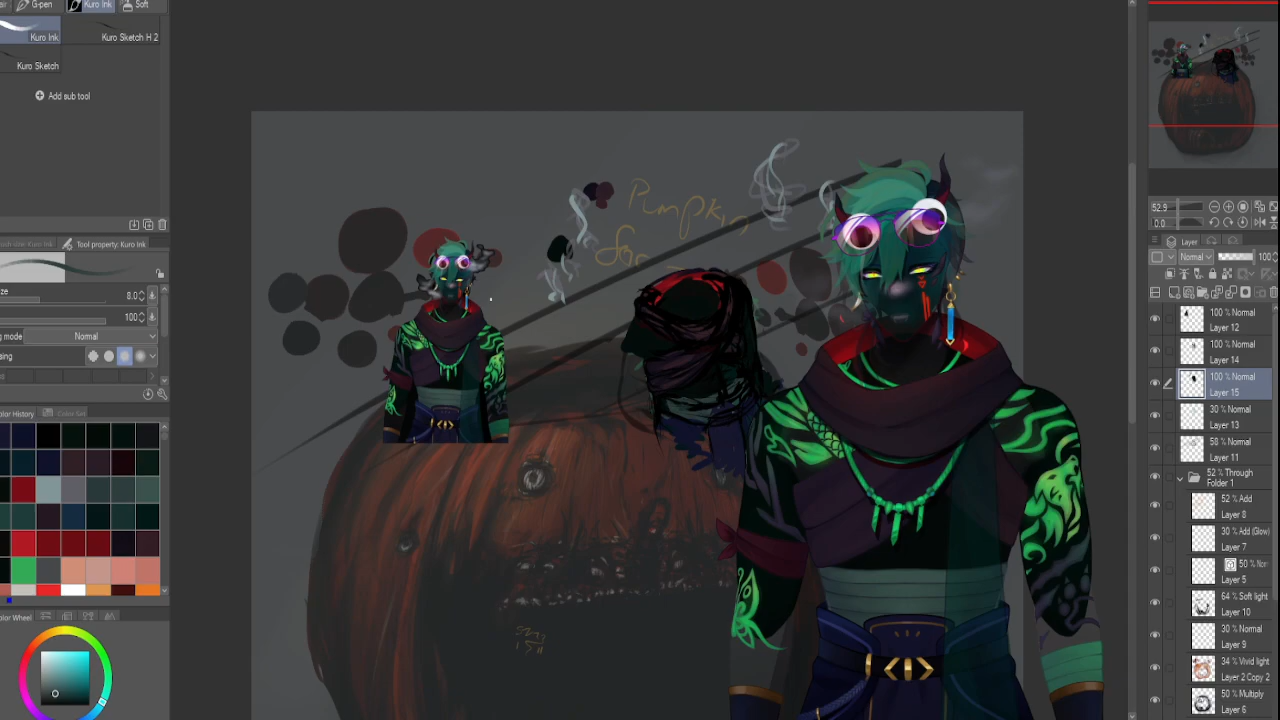 G-pen
Kuro Ink
Soft
Kuro Ink
Kuro Sketch H 2
Kuro Sketch
Add sub tool
Tool property: Kuro Ink
8.0
100
Normal
Color History
Pumpkin
for
52.9
0.0
Layer
Normal
100
100 % Normal
Layer 12
100 % Normal
Layer 14
100 % Normal
Layer 15
30 % Normal
Layer 13
58 % Normal
Layer 11
52 % Through
Folder 1
52 % Add
Layer 8
30% Add (Glow)
Layer 7
50 % Nor
Layer 5
64 % Soft light
Layer 10
30 % Normal
Layer 9
34 % Vivid light
Layer 2 Copy 2
50 % Multiply
Layer 6